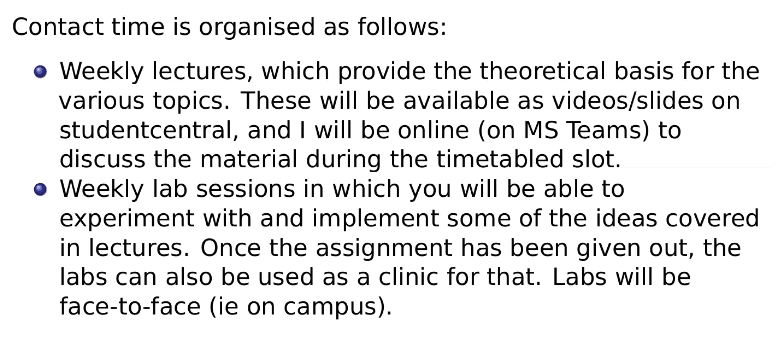 Contact time is organised as follows:
Weekly lectures, which provide the theoretical basis for the
various topics. These will be available as videos/slides on
studentcentral, and I will be online (on MS Teams) to
discuss the material during the timetabled slot.
Weekly lab sessions in which you will be able to
experiment with and implement some of the ideas covered
in lectures. Once the assignment has been given out, the
labs can also be used as a clinic for that. Labs will be
face-to-face (ie on campus).